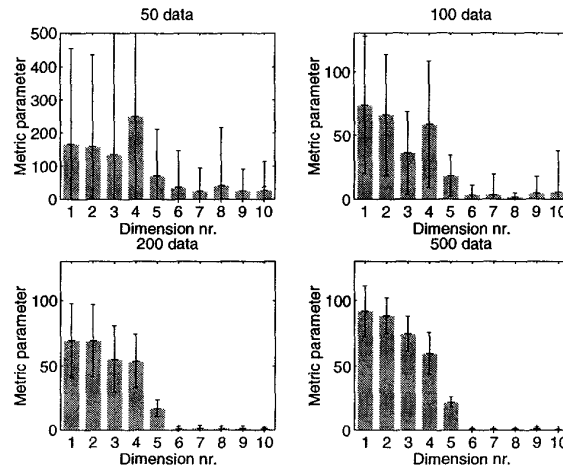 50 data
500
400
300
200
100
0
Metric parameter
1 2 3 4 5 6 7 8 9 10
Dimension nr.
100 data
100
50
0
Metric parameter
1 2 3 4 5 6 7 8 9 10
Dimension nr.
200 data
100
50
0
Metric parameter
1 2 3 4 5 6 7 8 9 10
Dimension nr.
500 data
100
50
0
Metric parameter
1 2 3 4 5 6 7 8 9 10
Dimension nr.